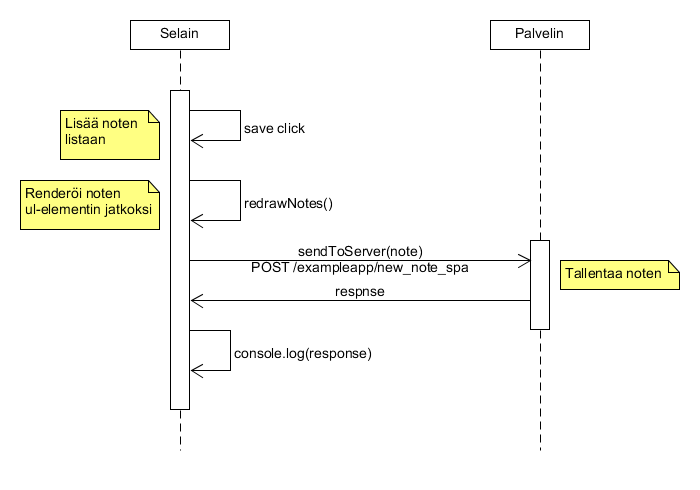 Selain
Palvelin
Lisää noten
listaan
save click
Renderöi noten
ul-elementin jatkoksi
redrawNotes()
sendToServer(note)
POST /exampleapp/new_note_spa
Tallentaa noten
respnse
console.log(response)